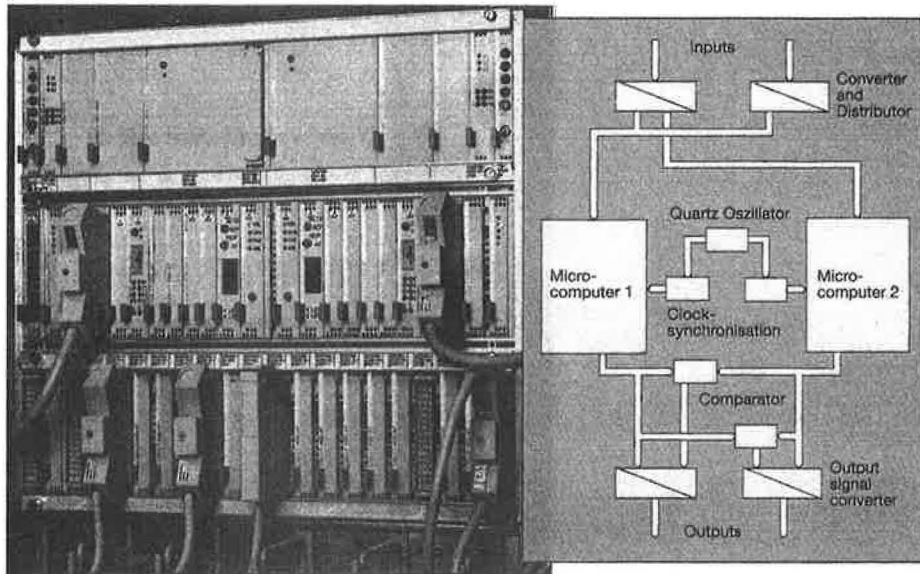 Inputs
Converter
and
Distributor
Quartz Oszillator
Micro-
computer 1
Micro-
computer 2
Clock-
synchronisation
Comparator
Output
signal
converter
Outputs